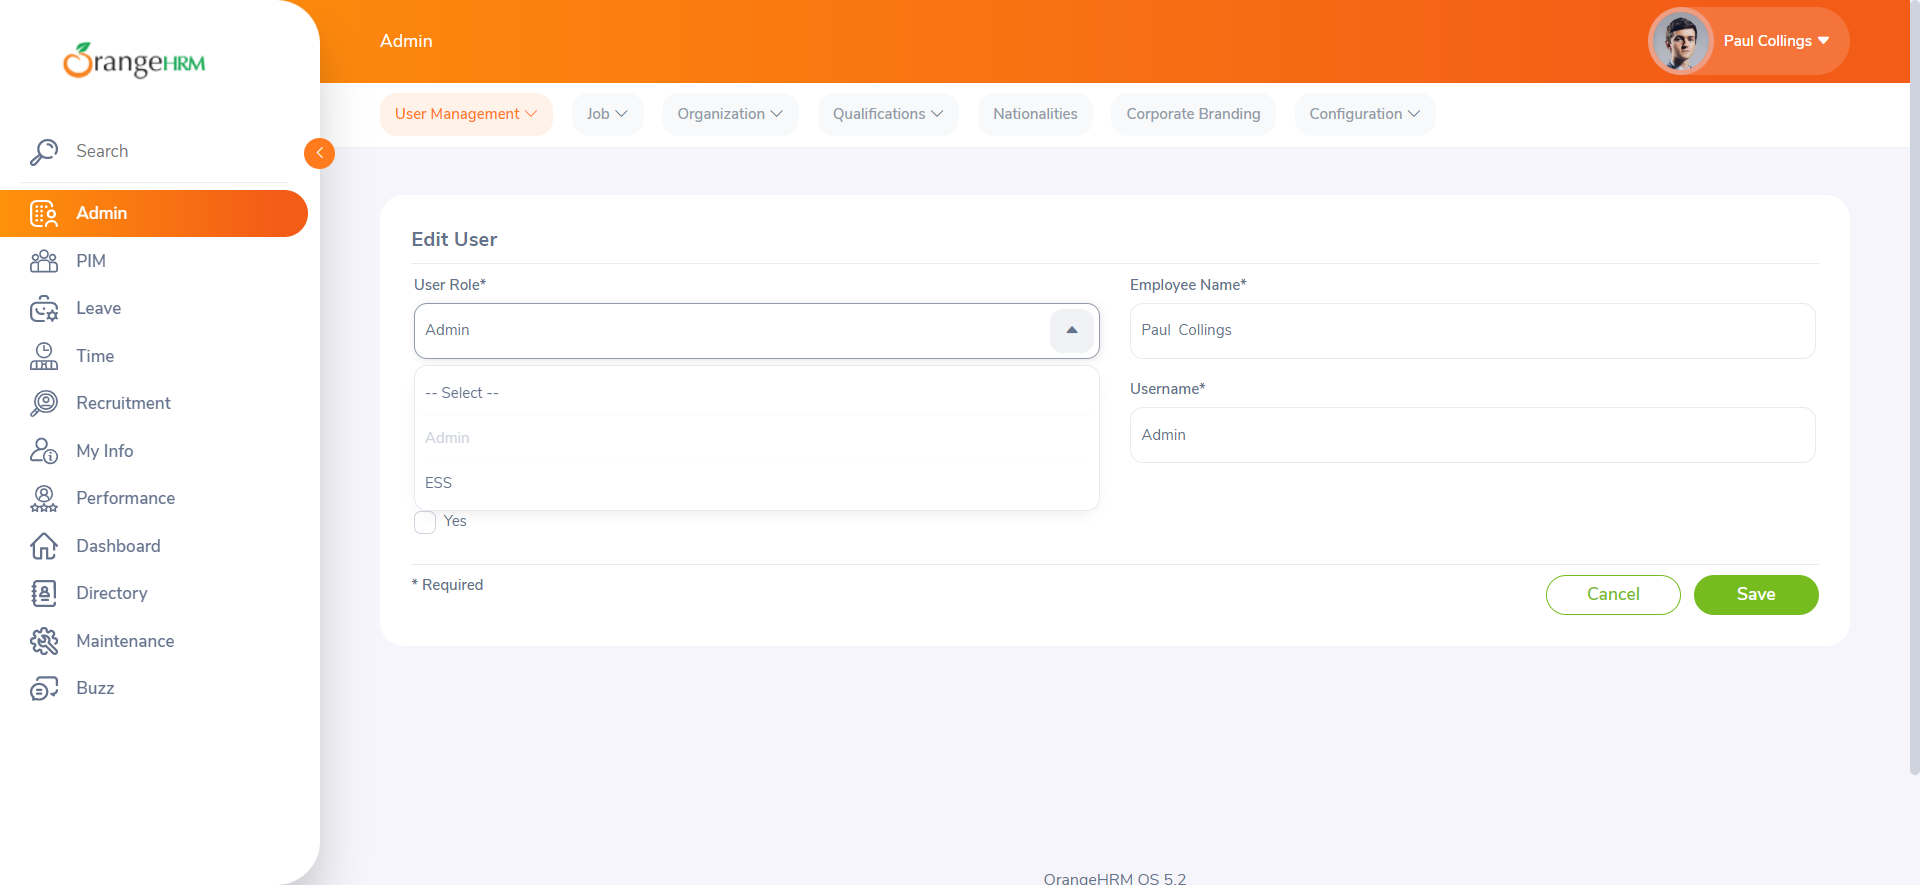 OrangeHRM
Admin
Paul Collings
Search
User Management
Job
Organization
Qualifications
Nationalities
Corporate Branding
Configuration
Admin
PIM
Leave
Time
Recruitment
My Info
Performance
Dashboard
Directory
Maintenance
Buzz
Edit User
User Role*
Admin
-- Select --
Admin
ESS
Yes
Employee Name*
Paul  Collings
Username*
Admin
* Required
Cancel
Save
OrangeHRM OS 5.2